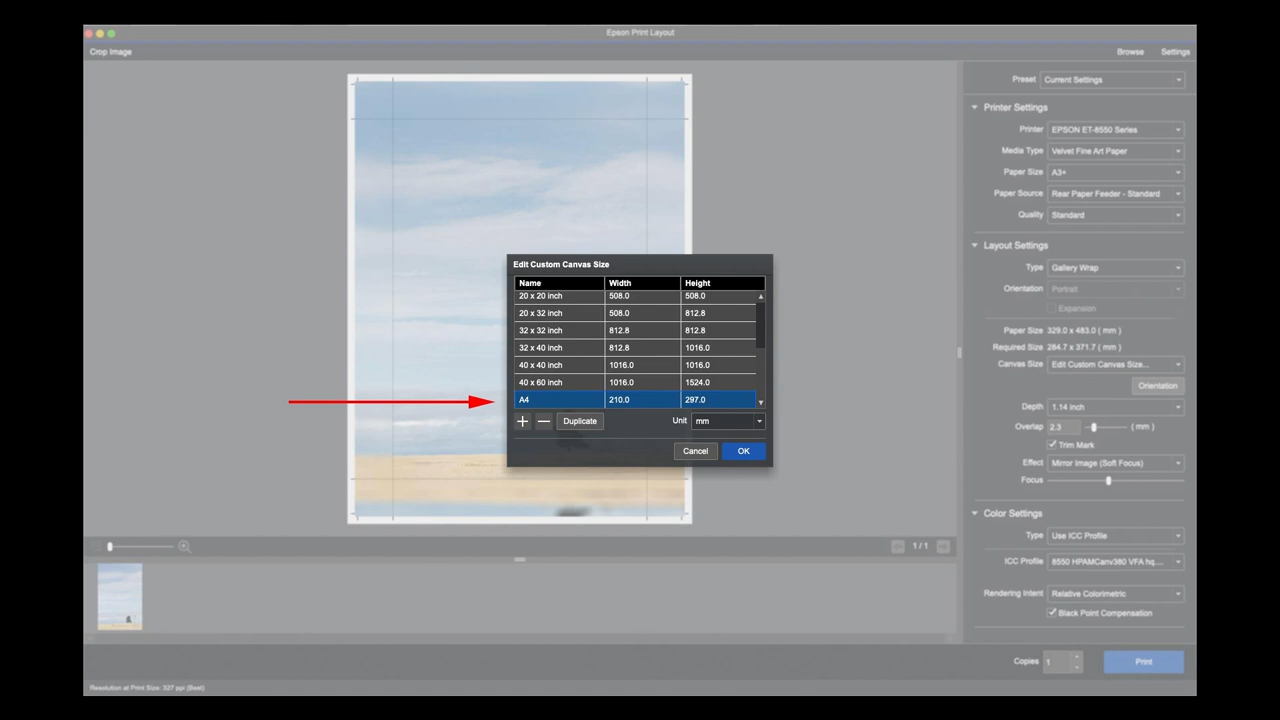 Epson Print Layout
Crop Image
Browse
Settings
Preset Current Settings
Printer Settings
Printer EPSON ET-8550 Series
Media Type Velvet Fine Art Paper
Paper Size A3+
Paper Source Rear Paper Feeder - Standard
Quality Standard
Layout Settings
Type Gallery Wrap
Orientation Portrait
Expansion
Paper Size 329.0 x 483.0 ( mm )
Required Size 284.7 x 371.7 ( mm )
Canvas Size Edit Custom Canvas Size...
Orientation
Depth 1.14 inch
Overlap 2.3 ( mm )
Trim Mark
Effect Mirror Image (Soft Focus)
Focus
Color Settings
Type Use ICC Profile
ICC Profile 8550 HPAMCanv380 VFA hq....
Rendering Intent Relative Colorimetric
Black Point Compensation
Copies 1
Print
Edit Custom Canvas Size
Name Width Height
20 x 20 inch 508.0 508.0
20 x 32 inch 508.0 812.8
32 x 32 inch 812.8 812.8
32 x 40 inch 812.8 1016.0
40 x 40 inch 1016.0 1016.0
40 x 60 inch 1016.0 1524.0
A4 210.0 297.0
Duplicate
Unit mm
Cancel
OK
1 / 1
Resolution at Print Size: 327 ppi (Best)